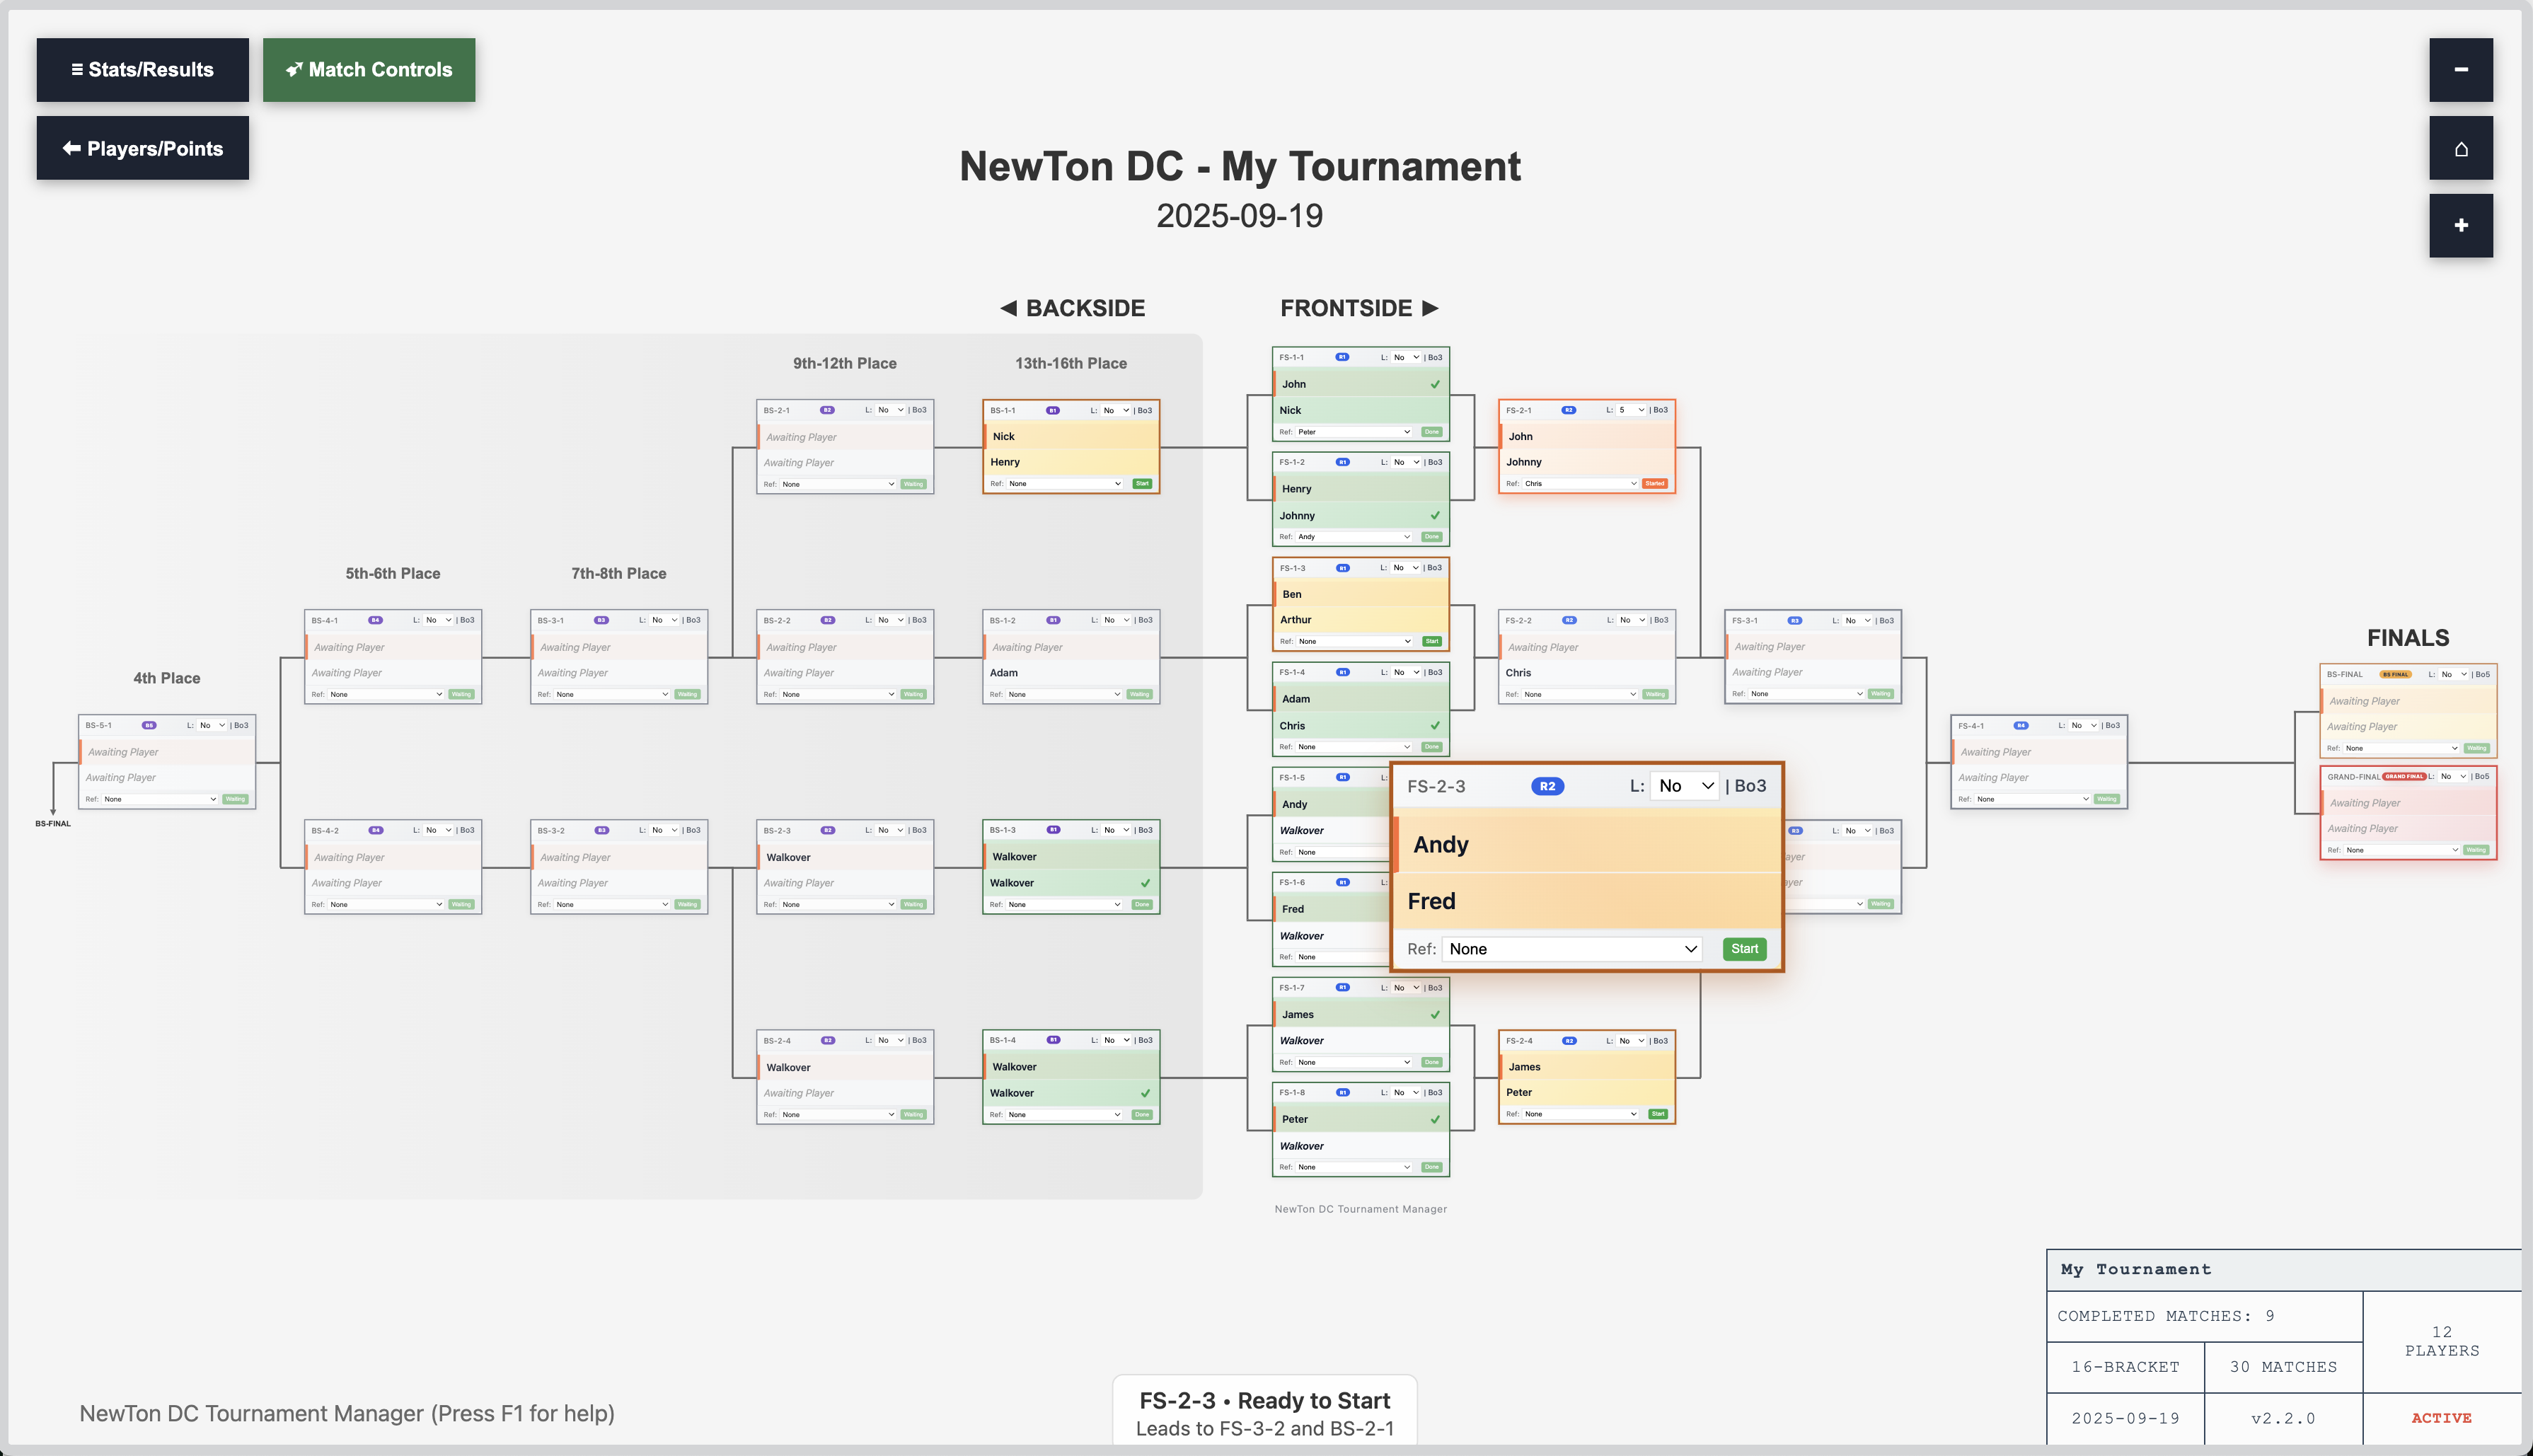 ≡ Stats/Results
Match Controls
Players/Points
NewTon DC - My Tournament
2025-09-19
◀ BACKSIDE
FRONTSIDE ▶
9th-12th Place
13th-16th Place
5th-6th Place
7th-8th Place
4th Place
FINALS
BS-5-1 R5 L: No | Bo3
Awaiting Player
Awaiting Player
Ref: None Waiting
BS-FINAL
BS-4-1 R4 L: No | Bo3
Awaiting Player
Awaiting Player
Ref: None Waiting
BS-4-2 R4 L: No | Bo3
Awaiting Player
Awaiting Player
Ref: None Waiting
BS-3-1 R3 L: No | Bo3
Awaiting Player
Awaiting Player
Ref: None Waiting
BS-3-2 R3 L: No | Bo3
Awaiting Player
Awaiting Player
Ref: None Waiting
BS-2-1 R2 L: No | Bo3
Awaiting Player
Awaiting Player
Ref: None Waiting
BS-2-2 R2 L: No | Bo3
Awaiting Player
Awaiting Player
Ref: None Waiting
BS-2-3 R2 L: No | Bo3
Walkover
Awaiting Player
Ref: None Waiting
BS-2-4 R2 L: No | Bo3
Walkover
Awaiting Player
Ref: None Waiting
BS-1-1 R1 L: No | Bo3
Nick
Henry
Ref: None Start
BS-1-2 R1 L: No | Bo3
Awaiting Player
Adam
Ref: None Waiting
BS-1-3 R1 L: No | Bo3
Walkover
Walkover ✓
Ref: None Done
BS-1-4 R1 L: No | Bo3
Walkover
Walkover ✓
Ref: None Done
FS-1-1 R1 L: No | Bo3
John ✓
Nick
Ref: Peter Done
FS-1-2 R1 L: No | Bo3
Henry
Johnny ✓
Ref: Andy Done
FS-1-3 R1 L: No | Bo3
Ben
Arthur
Ref: None Start
FS-1-4 R1 L: No | Bo3
Adam
Chris ✓
Ref: None Done
FS-1-5 R1 L:
Andy
Walkover
Ref: None
FS-1-6 R1 L:
Fred
Walkover
Ref: None
FS-1-7 R1 L: No | Bo3
James ✓
Walkover
Ref: None Done
FS-1-8 R1 L: No | Bo3
Peter ✓
Walkover
Ref: None Done
FS-2-1 R2 L: 5 | Bo3
John
Johnny
Ref: Chris Started
FS-2-2 R2 L: No | Bo3
Awaiting Player
Chris
Ref: None Waiting
FS-2-3 R2 L: No | Bo3
Andy
Fred
Ref: None Start
FS-2-4 R2 L: No | Bo3
James
Peter
Ref: None Start
FS-3-1 R3 L: No | Bo3
Awaiting Player
Awaiting Player
Ref: None Waiting
R3 L: No | Bo3
ayer
ayer
Waiting
FS-4-1 R4 L: No | Bo3
Awaiting Player
Awaiting Player
Ref: None Waiting
BS-FINAL BS FINAL L: No | Bo5
Awaiting Player
Awaiting Player
Ref: None Waiting
GRAND-FINAL GRAND FINAL L: No | Bo5
Awaiting Player
Awaiting Player
Ref: None Waiting
NewTon DC Tournament Manager
My Tournament
COMPLETED MATCHES: 9
12
PLAYERS
16-BRACKET
30 MATCHES
2025-09-19
v2.2.0
ACTIVE
FS-2-3 • Ready to Start
Leads to FS-3-2 and BS-2-1
NewTon DC Tournament Manager (Press F1 for help)